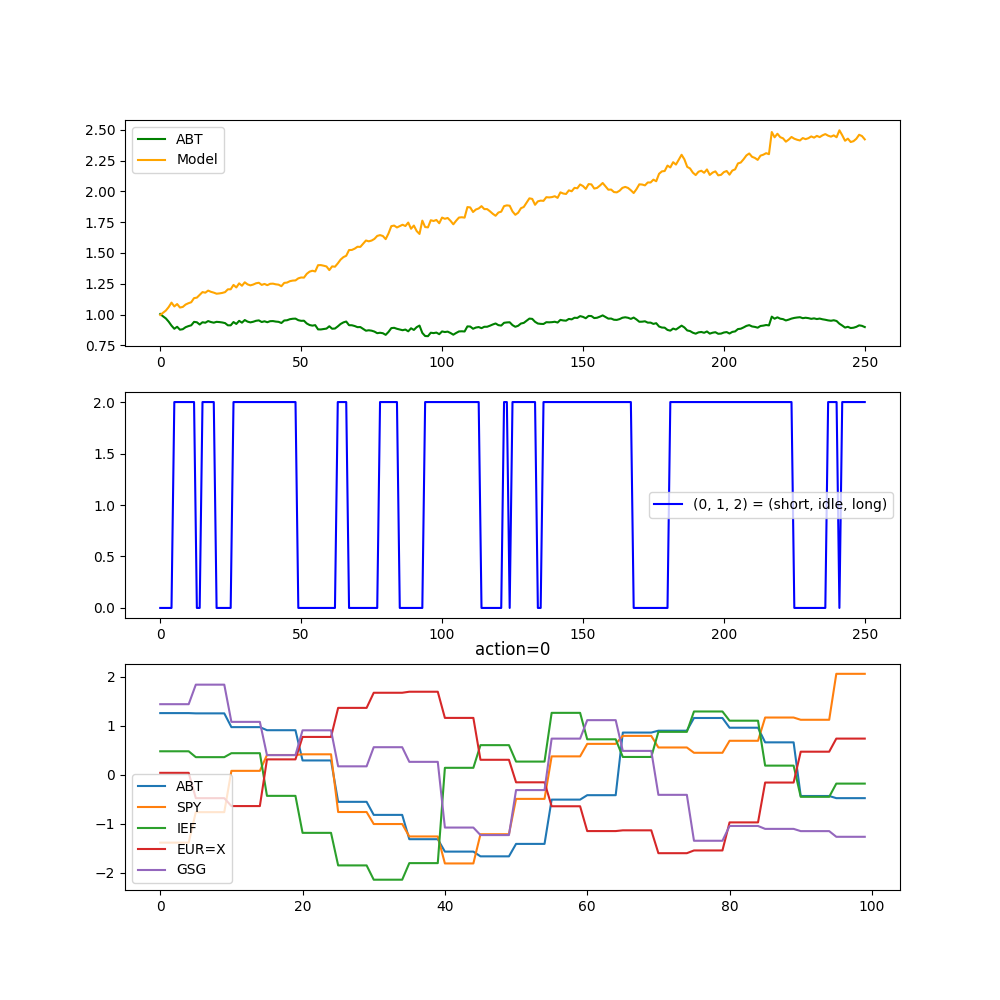 2.50
2.25
2.00
1.75
1.50
1.25
1.00
0.75
ABT
Model
0 50 100 150 200 250
2.0
1.5
1.0
0.5
0.0
(0, 1, 2) = (short, idle, long)
0 50 100 150 200 250
action=0
2
1
0
−1
−2
ABT
SPY
IEF
EUR=X
GSG
0 20 40 60 80 100